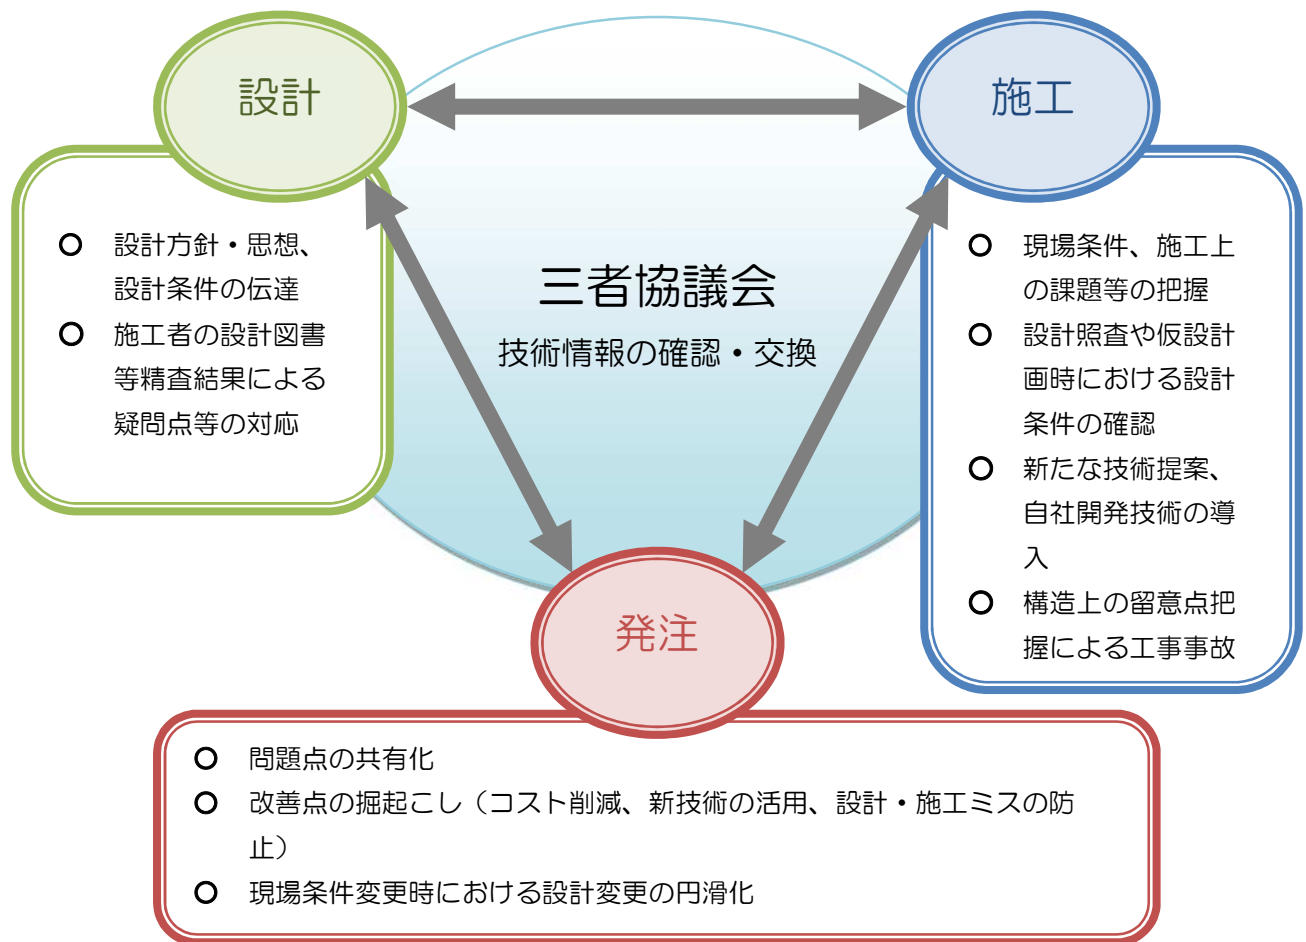 設計
施工
○ 設計方針・思想、
設計条件の伝達
○ 施工者の設計図書
等精査結果による
疑問点等の対応
三者協議会
技術情報の確認・交換
○ 現場条件、施工上
の課題等の把握
○ 設計照査や仮設計
画時における設計
条件の確認
○ 新たな技術提案、
自社開発技術の導
入
○ 構造上の留意点把
握による工事事故
発注
○ 問題点の共有化
○ 改善点の掘起こし（コスト削減、新技術の活用、設計・施工ミスの防
止）
○ 現場条件変更時における設計変更の円滑化